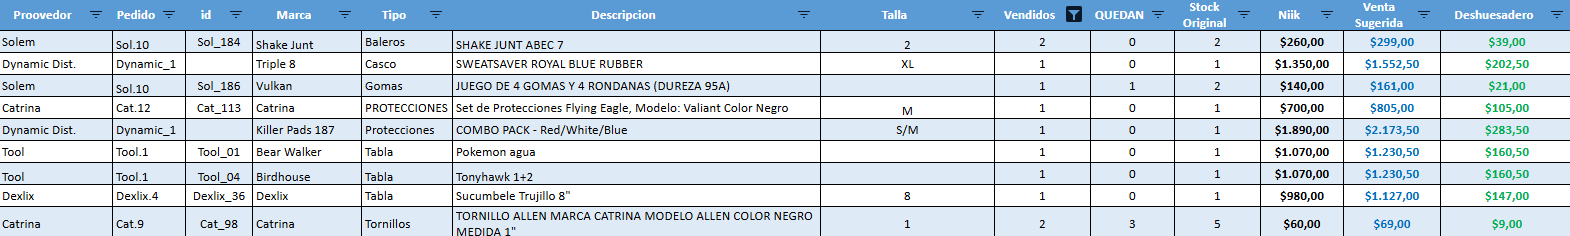 Proovedor Pedido id Marca Tipo Descripcion Talla Vendidos QUEDAN Stock Original Niik Venta Sugerida Deshuesadero
Solem Sol.10 Sol_184 Shake Junt Baleros SHAKE JUNT ABEC 7 2 2 0 2 $260,00 $299,00 $39,00
Dynamic Dist. Dynamic_1 Triple 8 Casco SWEATSAVER ROYAL BLUE RUBBER XL 1 0 1 $1.350,00 $1.552,50 $202,50
Solem Sol.10 Sol_186 Vulkan Gomas JUEGO DE 4 GOMAS Y 4 RONDANAS (DUREZA 95A) 1 1 2 $140,00 $161,00 $21,00
Catrina Cat.12 Cat_113 Catrina PROTECCIONES Set de Protecciones Flying Eagle, Modelo: Valiant Color Negro M 1 0 1 $700,00 $805,00 $105,00
Dynamic Dist. Dynamic_1 Killer Pads 187 Protecciones COMBO PACK - Red/White/Blue S/M 1 0 1 $1.890,00 $2.173,50 $283,50
Tool Tool.1 Tool_01 Bear Walker Tabla Pokemon agua 1 0 1 $1.070,00 $1.230,50 $160,50
Tool Tool.1 Tool_04 Birdhouse Tabla Tonyhawk 1+2 1 0 1 $1.070,00 $1.230,50 $160,50
Dexlix Dexlix.4 Dexlix_36 Dexlix Tabla Sucumbele Trujillo 8" 8 1 0 1 $980,00 $1.127,00 $147,00
Catrina Cat.9 Cat_98 Catrina Tornillos TORNILLO ALLEN MARCA CATRINA MODELO ALLEN COLOR NEGRO MEDIDA 1" 1 2 3 5 $60,00 $69,00 $9,00